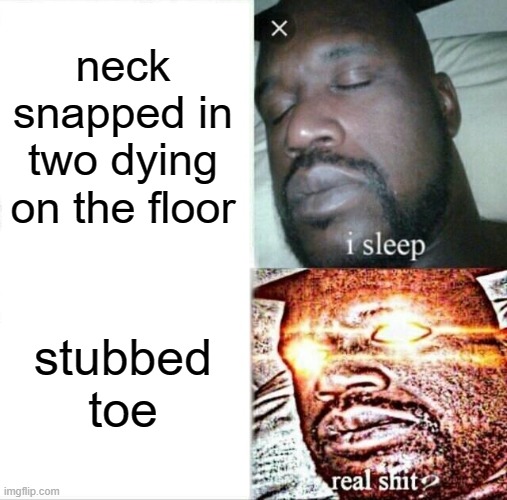 neck
snapped in
two dying
on the floor
i sleep
stubbed
toe
real shit?
imgflip.com